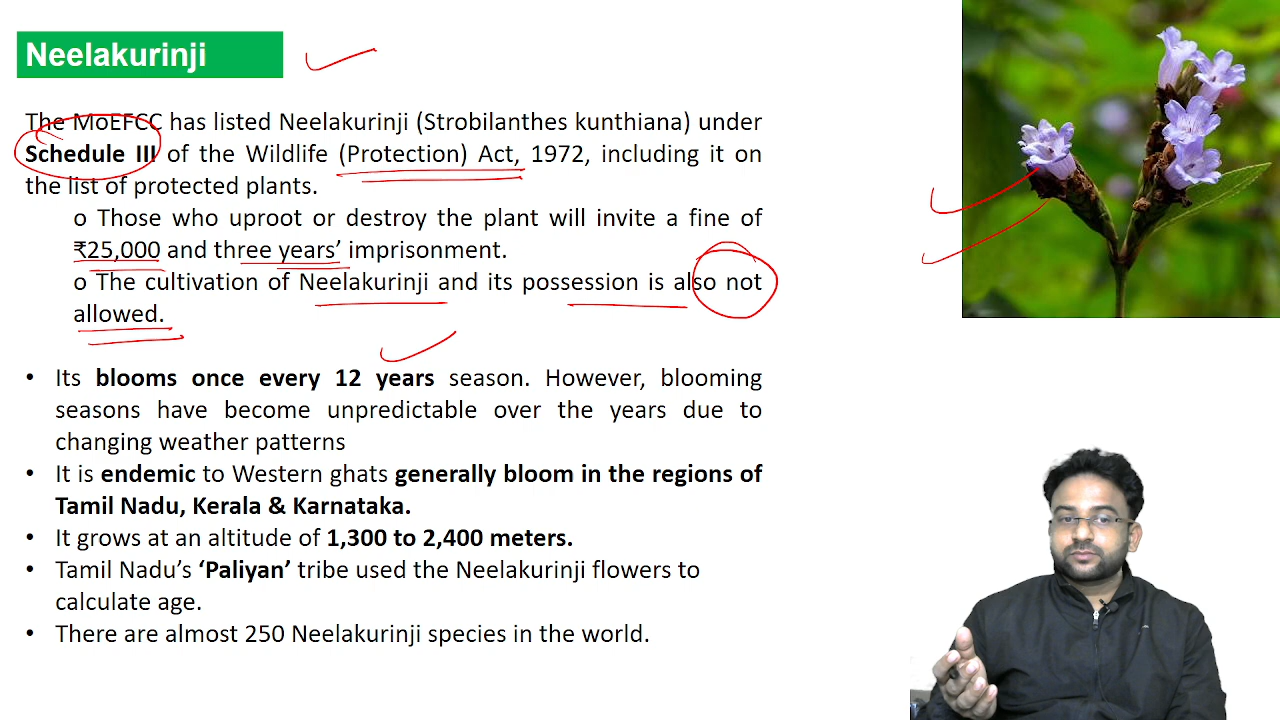 Neelakurinji
The MoEFCC has listed Neelakurinji (Strobilanthes kunthiana) under
Schedule III of the Wildlife (Protection) Act, 1972, including it on
the list of protected plants.
o Those who uproot or destroy the plant will invite a fine of
₹25,000 and three years’ imprisonment.
o The cultivation of Neelakurinji and its possession is also not
allowed.
• Its blooms once every 12 years season. However, blooming
seasons have become unpredictable over the years due to
changing weather patterns
• It is endemic to Western ghats generally bloom in the regions of
Tamil Nadu, Kerala & Karnataka.
• It grows at an altitude of 1,300 to 2,400 meters.
• Tamil Nadu’s ‘Paliyan’ tribe used the Neelakurinji flowers to
calculate age.
• There are almost 250 Neelakurinji species in the world.